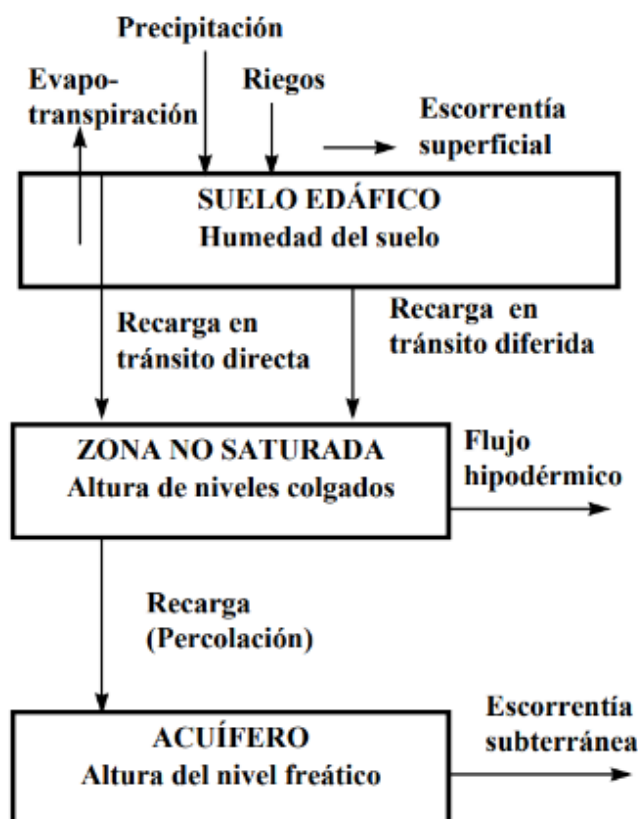 Precipitación
Evapo-
transpiración
Riegos
Escorrentía
superficial
SUELO EDÁFICO
Humedad del suelo
Recarga en
tránsito directa
Recarga en
tránsito diferida
ZONA NO SATURADA
Altura de niveles colgados
Flujo
hipodérmico
Recarga
(Percolación)
ACUÍFERO
Altura del nivel freático
Escorrentía
subterránea